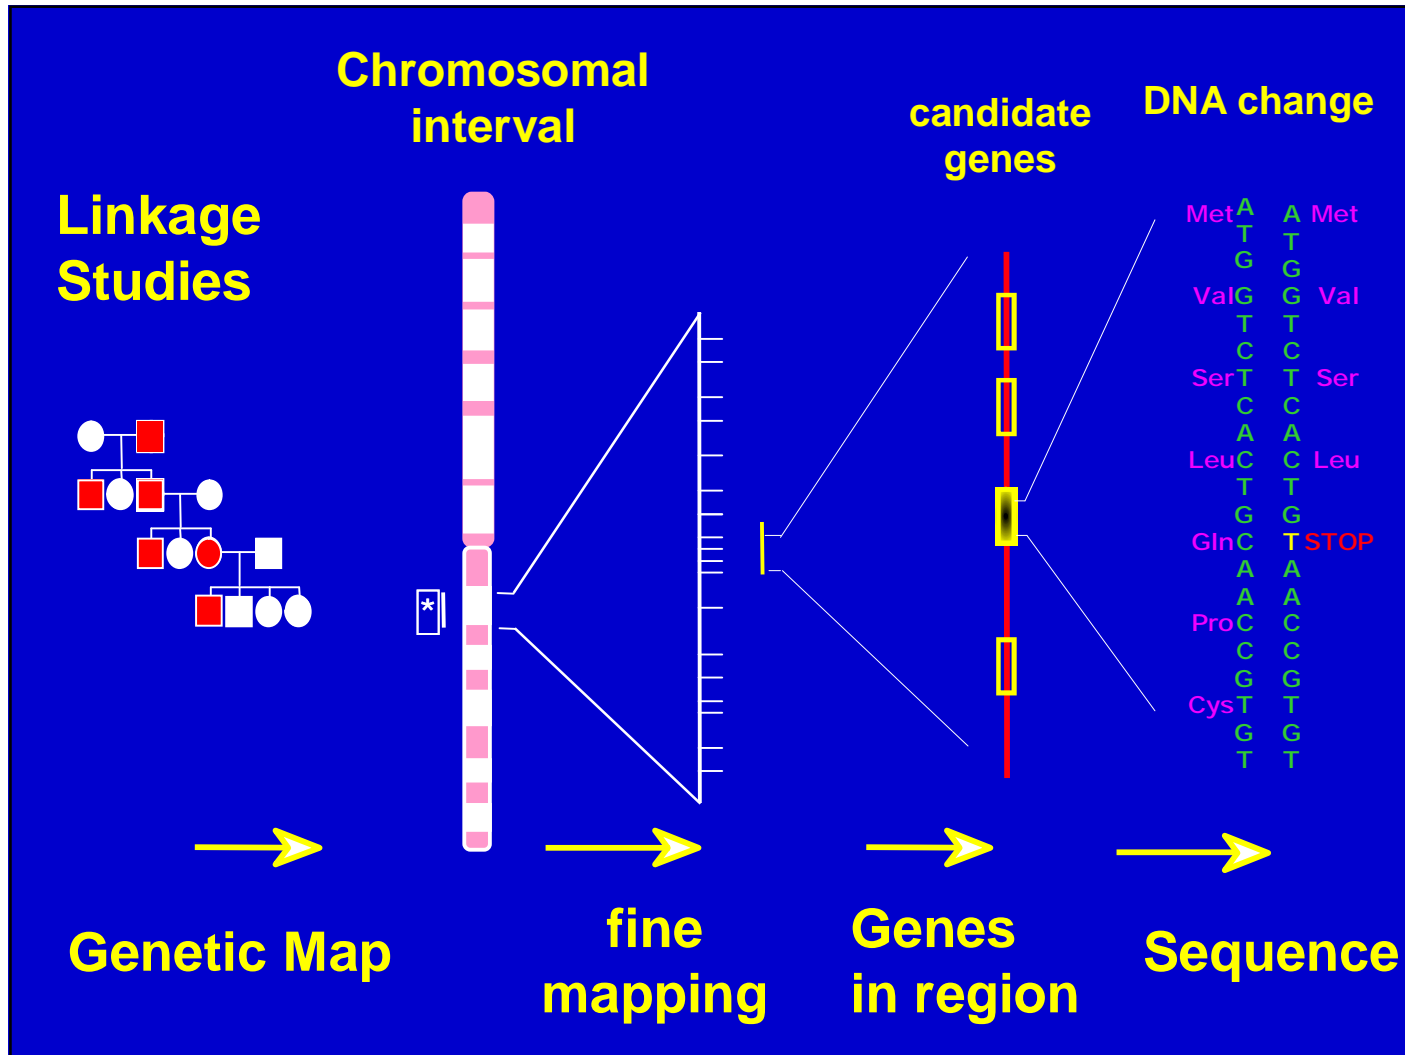 Chromosomal
interval
candidate
genes
DNA change
Linkage
Studies
Met A A Met
T T
G G
Val G G Val
T T
C C
Ser T T Ser
C C
A A
Leu C C Leu
T T
G G
Gln C T STOP
A A
A A
Pro C C
C C
G G
Cys T T
G G
T T
*
Genetic Map
fine
mapping
Genes
in region
Sequence